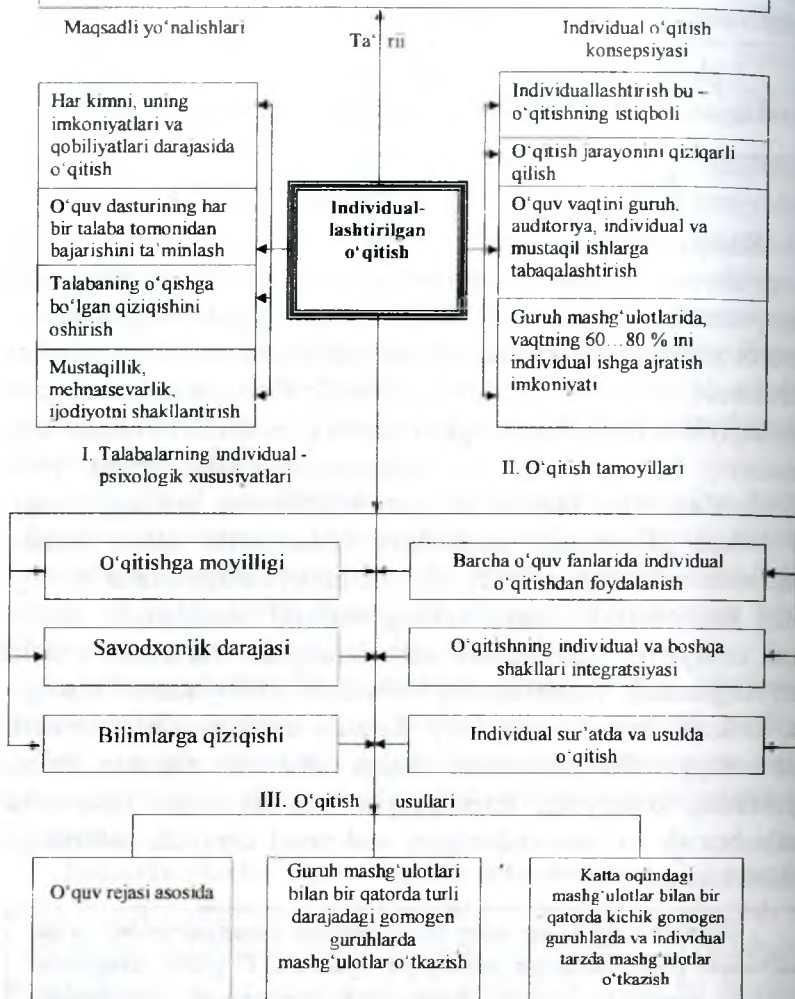 Maqsadli yo‘nalishlari
Ta‘rifi
Individual o‘qitish
konsepsiyasi
Har kimni, uning
imkoniyatlari va
qobiliyatlari darajasida
o‘qitish
O‘quv dasturining har
bir talaba tomonidan
bajarishini ta’minlash
Talabaning o‘qishga
bo‘lgan qiziqishini
oshirish
Mustaqillik,
mehnatsevarlik,
ijodiyotni shakllantirish
Individual-
lashtirilgan
o‘qitish
Individuallashtirish bu –
o‘qitishning istiqboli
O‘qitish jarayonini qiziqarli
qilish
O‘quv vaqtini guruh,
auditoriya, individual va
mustaqil ishlarga
tabaqalashtirish
Guruh mashg‘ulotlarida,
vaqtning 60...80 % ini
individual ishga ajratish
imkoniyati
I. Talabalarning individual -
psixologik xususiyatlari
II. O‘qitish tamoyillari
O‘qitishga moyilligi
Savodxonlik darajasi
Bilimlarga qiziqishi
Barcha o‘quv fanlarida individual
o‘qitishdan foydalanish
O‘qitishning individual va boshqa
shakllari integratsiyasi
Individual sur’atda va usulda
o‘qitish
III. O‘qitish usullari
O‘quv rejasi asosida
Guruh mashg‘ulotlari
bilan bir qatorda turli
darajadagi gomogen
guruhlarda
mashg‘ulotlar o‘tkazish
Katta oqimdagi
mashg‘ulotlar bilan bir
qatorda kichik gomogen
guruhlarda va individual
tarzda mashg‘ulotlar
o‘tkazish